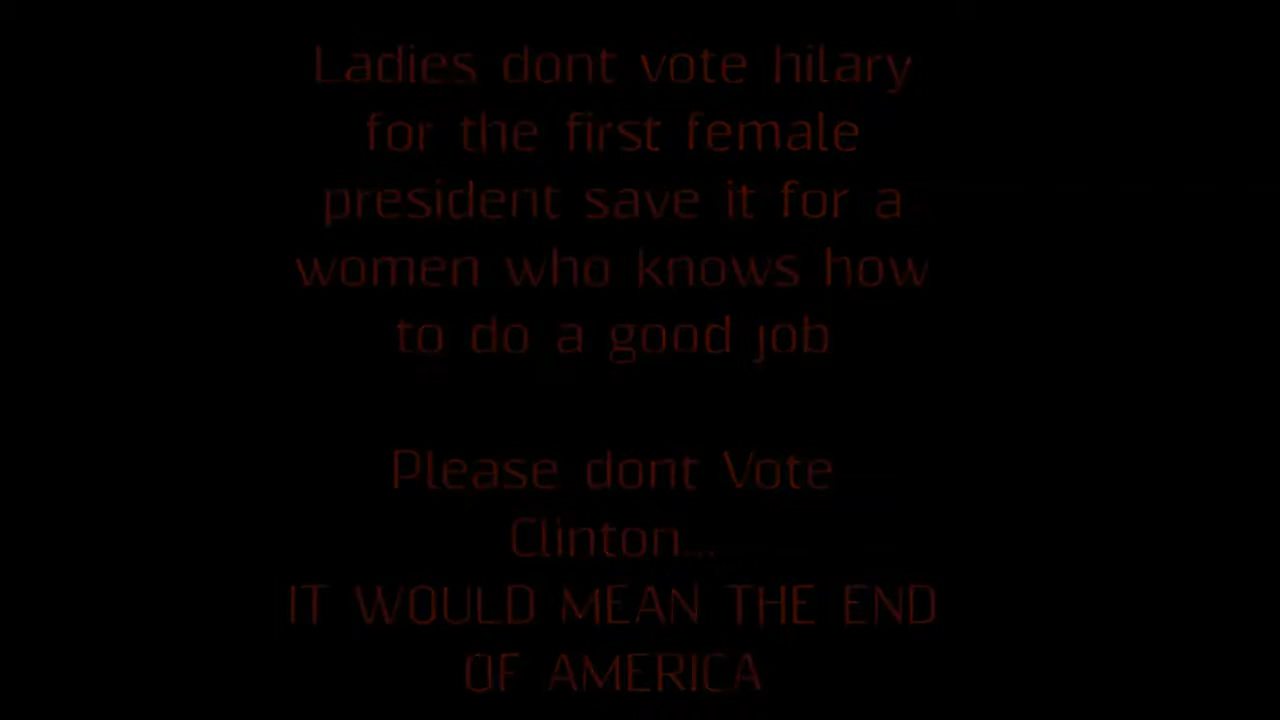 Ladies dont vote hilary
for the first female
president save it for a
women who knows how
to do a good job
Please dont Vote
Clinton...
IT WOULD MEAN THE END
OF AMERICA